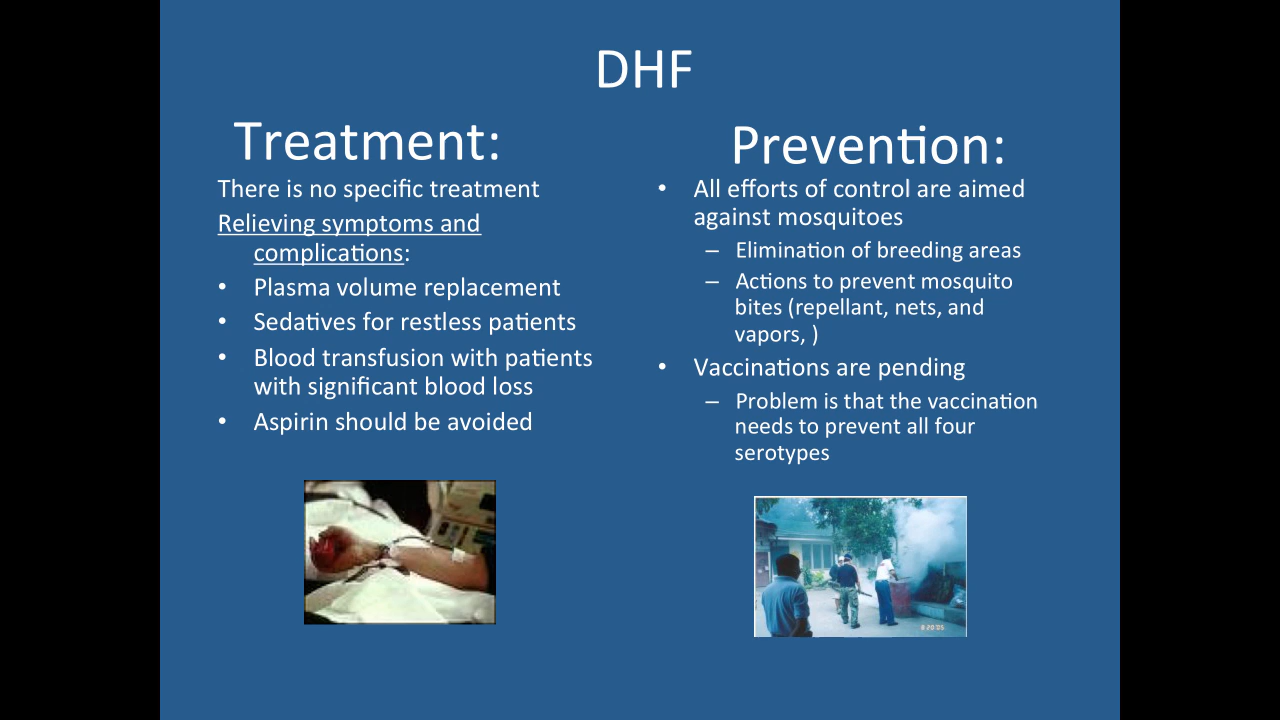 DHF
Treatment:
There is no specific treatment
Relieving symptoms and
complications:
• Plasma volume replacement
• Sedatives for restless patients
• Blood transfusion with patients
with significant blood loss
• Aspirin should be avoided
Prevention:
• All efforts of control are aimed
against mosquitoes
– Elimination of breeding areas
– Actions to prevent mosquito
bites (repellant, nets, and
vapors, )
• Vaccinations are pending
– Problem is that the vaccination
needs to prevent all four
serotypes